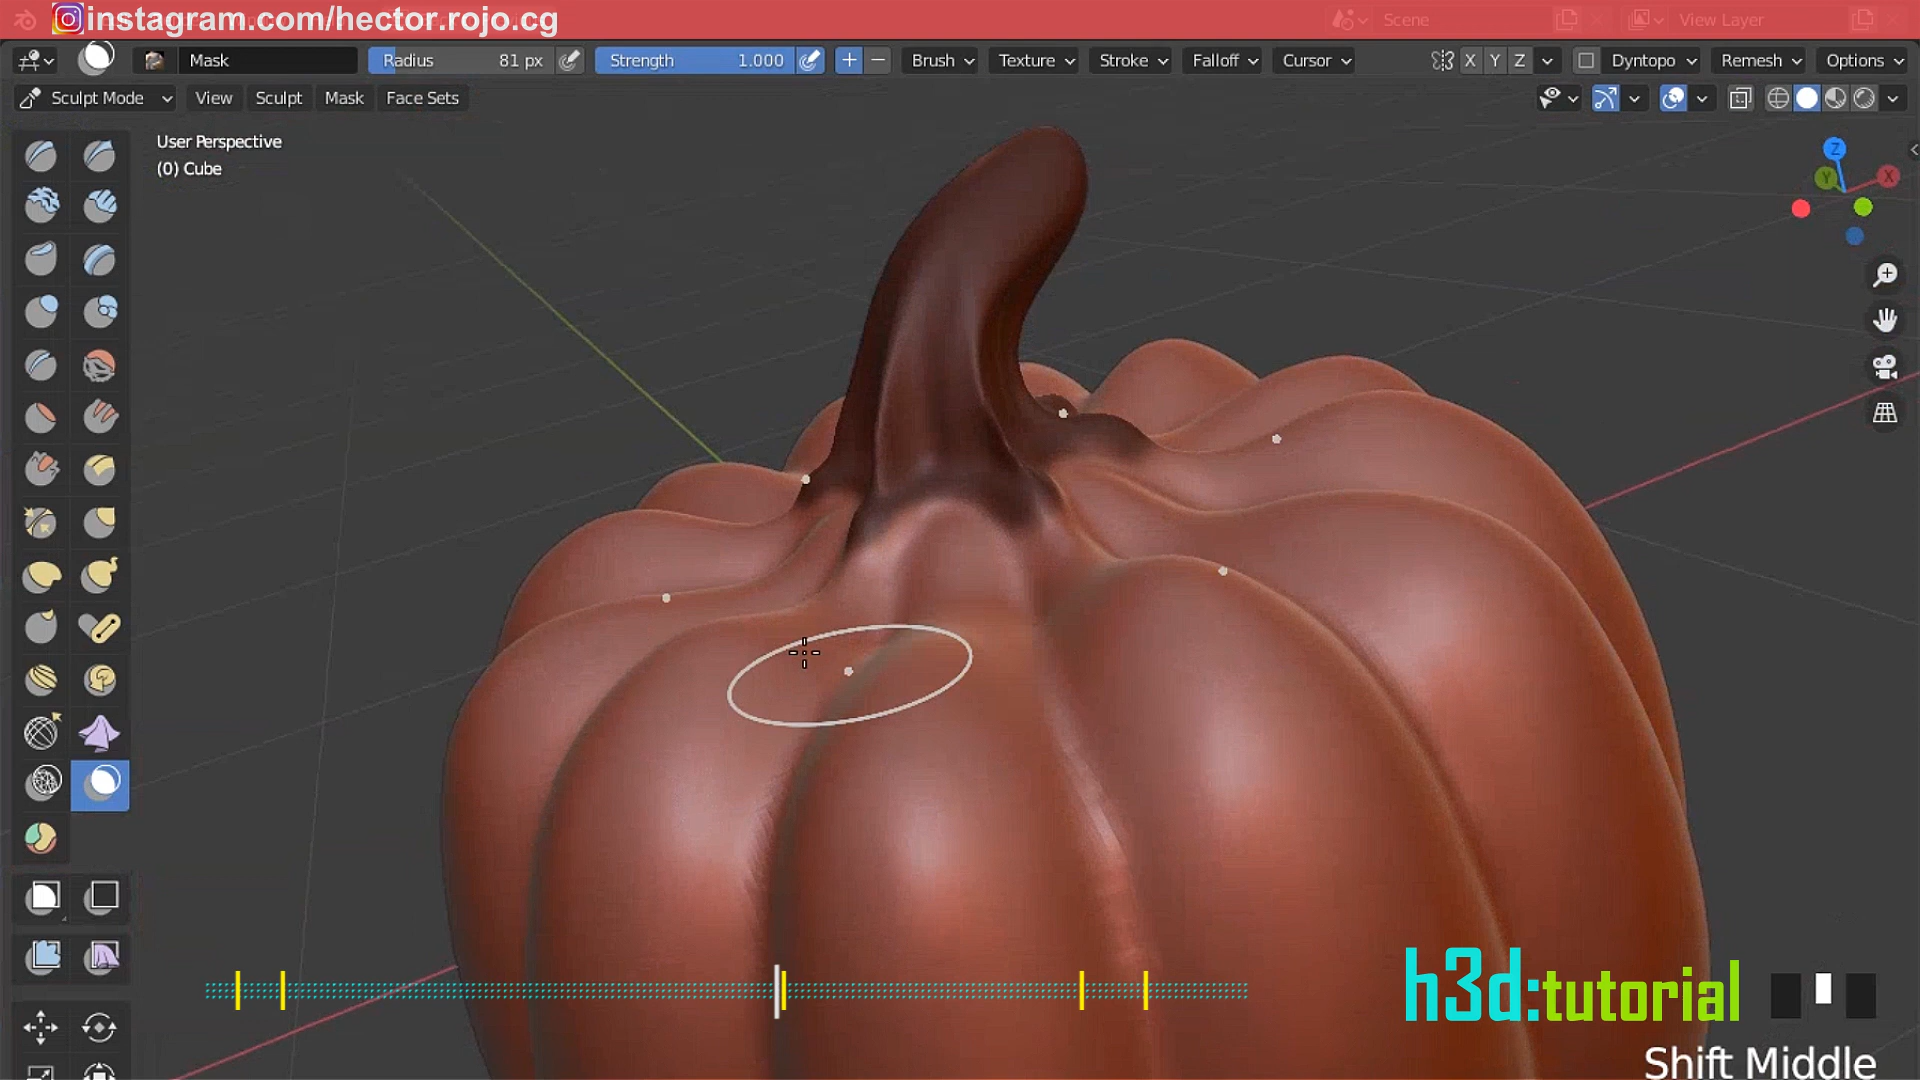 instagram.com/hector.rojo.cg
Scene
View Layer
Mask
Radius 81 px
Strength 1.000
Brush
Texture
Stroke
Falloff
Cursor
X Y Z
Dyntopo
Remesh
Options
Sculpt Mode
View
Sculpt
Mask
Face Sets
User Perspective
(0) Cube
Z
Y
X
h3d:tutorial
Shift Middle